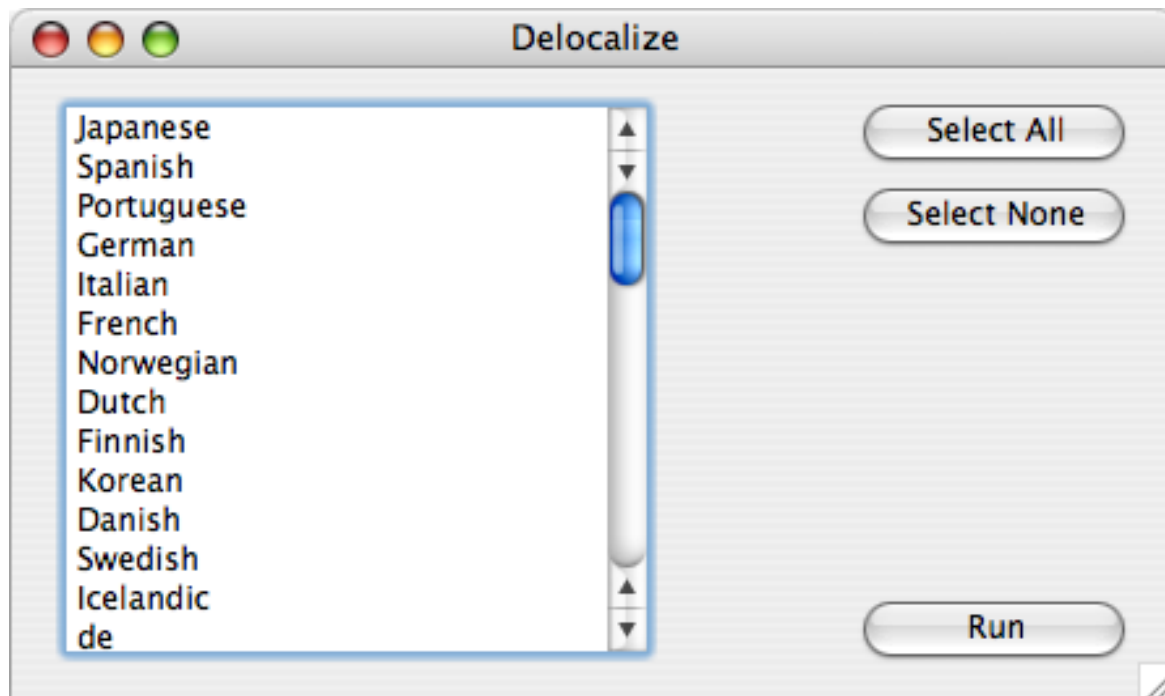 Delocalize
Japanese
Spanish
Portuguese
German
Italian
French
Norwegian
Dutch
Finnish
Korean
Danish
Swedish
Icelandic
de
Select All
Select None
Run